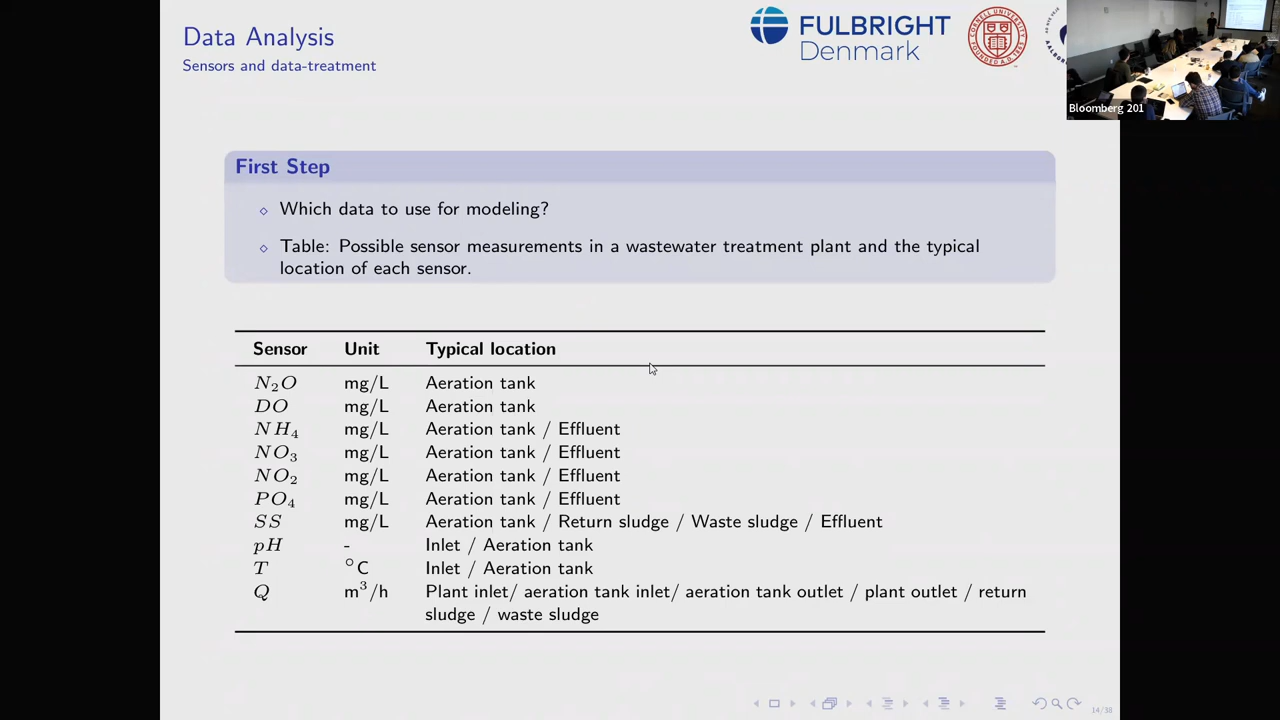 Data Analysis
Sensors and data-treatment
FULBRIGHT
Denmark
Bloomberg 201
First Step
Which data to use for modeling?
Table: Possible sensor measurements in a wastewater treatment plant and the typical
location of each sensor.
Sensor Unit Typical location
N₂O mg/L Aeration tank
DO mg/L Aeration tank
NH₄ mg/L Aeration tank / Effluent
NO₃ mg/L Aeration tank / Effluent
NO₂ mg/L Aeration tank / Effluent
PO₄ mg/L Aeration tank / Effluent
SS mg/L Aeration tank / Return sludge / Waste sludge / Effluent
pH - Inlet / Aeration tank
T °C Inlet / Aeration tank
Q m³/h Plant inlet/ aeration tank inlet/ aeration tank outlet / plant outlet / return
sludge / waste sludge
14/38